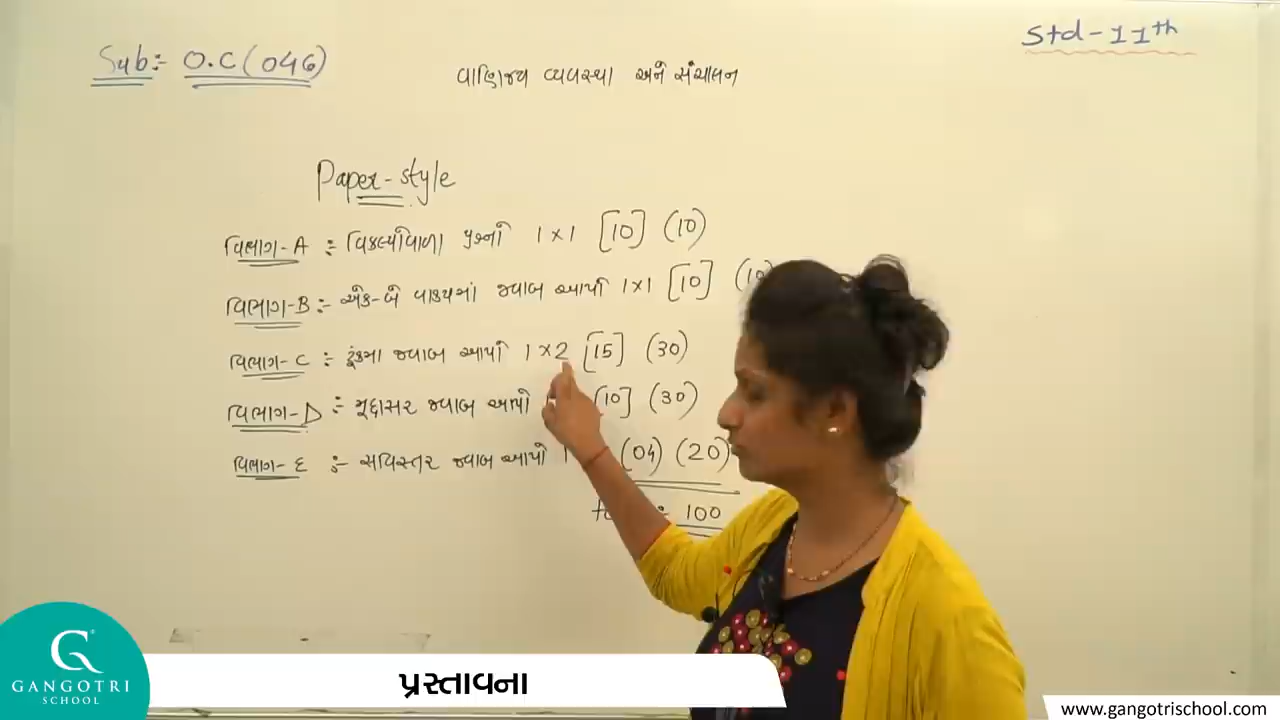 Sub:- O.C (046)
Std - 11th
વાણિજ્ય વ્યવસ્થા અને સંચાલન
Paper-style
વિભાગ-A :- વિકલ્પોવાળા પ્રશ્નો 1 × 1 [10] (10)
વિભાગ-B :- એક-બે વાક્યમાં જવાબ આપો 1×1 [10] (10
વિભાગ-C :- ટૂંકમાં જવાબ આપો 1 × 2 [15] (30)
વિભાગ-D :- મુદ્દાસર જવાબ આપો [10] (30)
વિભાગ-E :- સવિસ્તર જવાબ આપો 1 (04) (20)
: 100
G
GANGOTRI
SCHOOL
પ્રસ્તાવના
www.gangotrischool.com